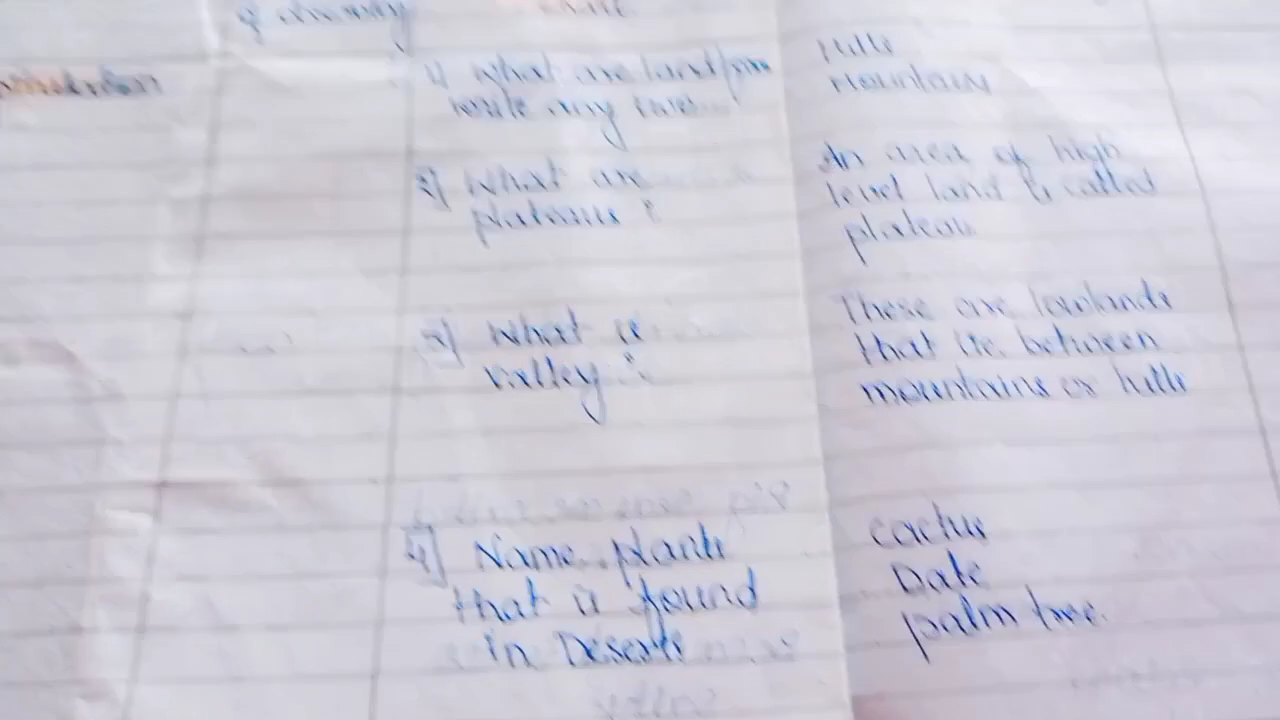 1) What are landform
write any two.
Hills
Mountains
2) What are
plateaus ?
An area of high
level land is called
plateau
3) What is
valley ?
These are lowlands
that lie between
mountains or hills
4) Name plants
that is found
in Deserts
cactus
Date
palm tree.